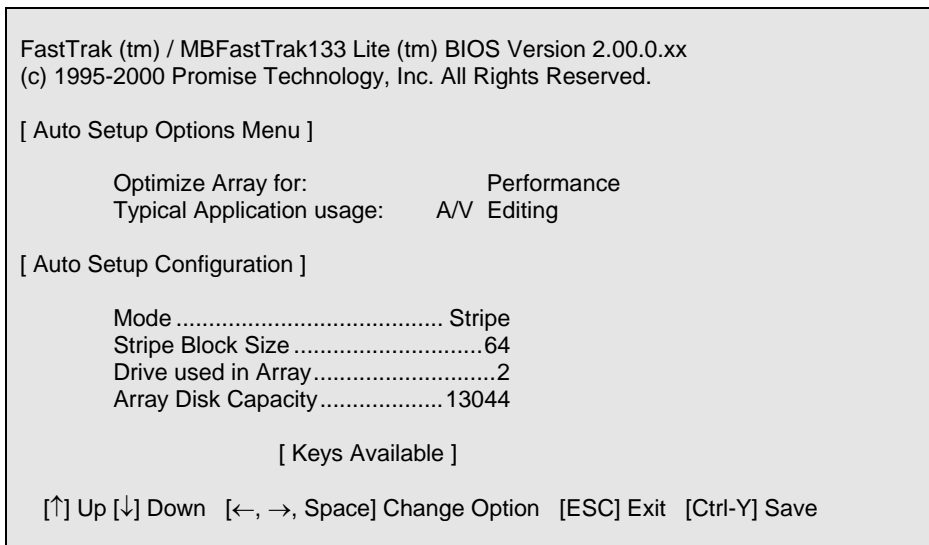 FastTrak (tm) / MBFastTrak133 Lite (tm) BIOS Version 2.00.0.xx
(c) 1995-2000 Promise Technology, Inc. All Rights Reserved.
[ Auto Setup Options Menu ]
Optimize Array for: Performance
Typical Application usage: A/V Editing
[ Auto Setup Configuration ]
Mode ......................................... Stripe
Stripe Block Size .............................64
Drive used in Array............................2
Array Disk Capacity...................13044
[ Keys Available ]
[↑] Up [↓] Down [←, →, Space] Change Option [ESC] Exit [Ctrl-Y] Save